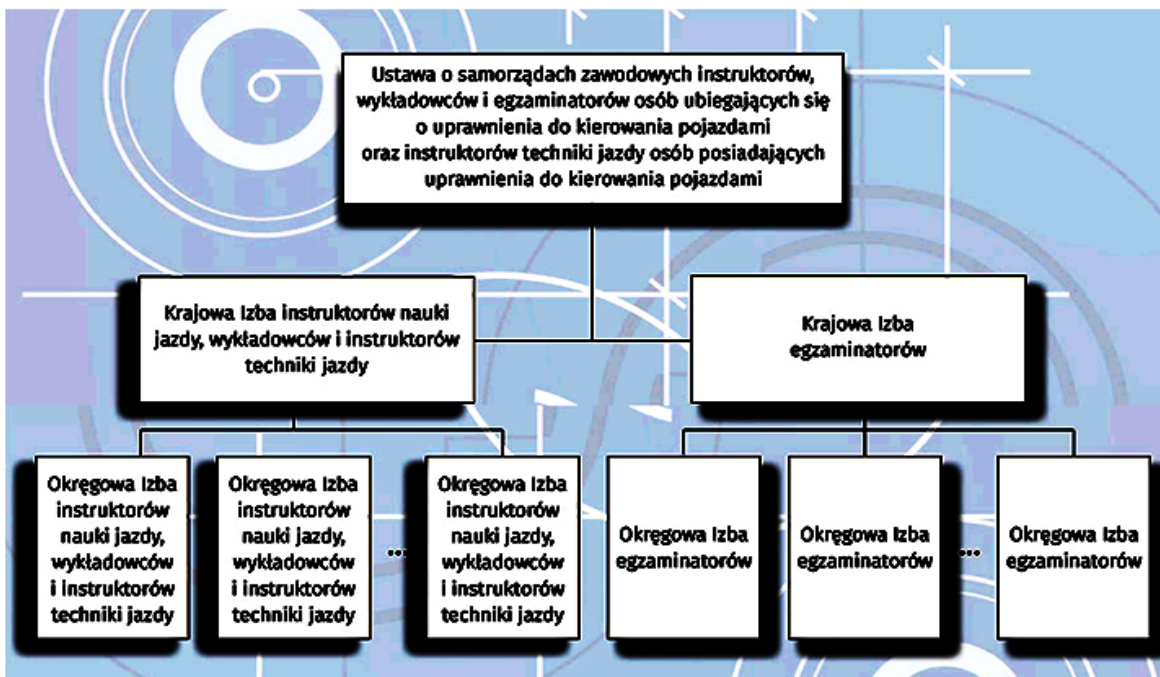 Ustawa o samorządach zawodowych instruktorów,
wykładowców i egzaminatorów osób ubiegających się
o uprawnienia do kierowania pojazdami
oraz instruktorów techniki jazdy osób posiadających
uprawnienia do kierowania pojazdami
Krajowa Izba instruktorów nauki
jazdy, wykładowców i instruktorów
techniki jazdy
Krajowa Izba
egzaminatorów
Okręgowa Izba
instruktorów
nauki jazdy,
wykładowców
i instruktorów
techniki jazdy
Okręgowa Izba
instruktorów
nauki jazdy,
wykładowców
i instruktorów
techniki jazdy
...
Okręgowa Izba
instruktorów
nauki jazdy,
wykładowców
i instruktorów
techniki jazdy
Okręgowa Izba
egzaminatorów
Okręgowa Izba
egzaminatorów
...
Okręgowa Izba
egzaminatorów